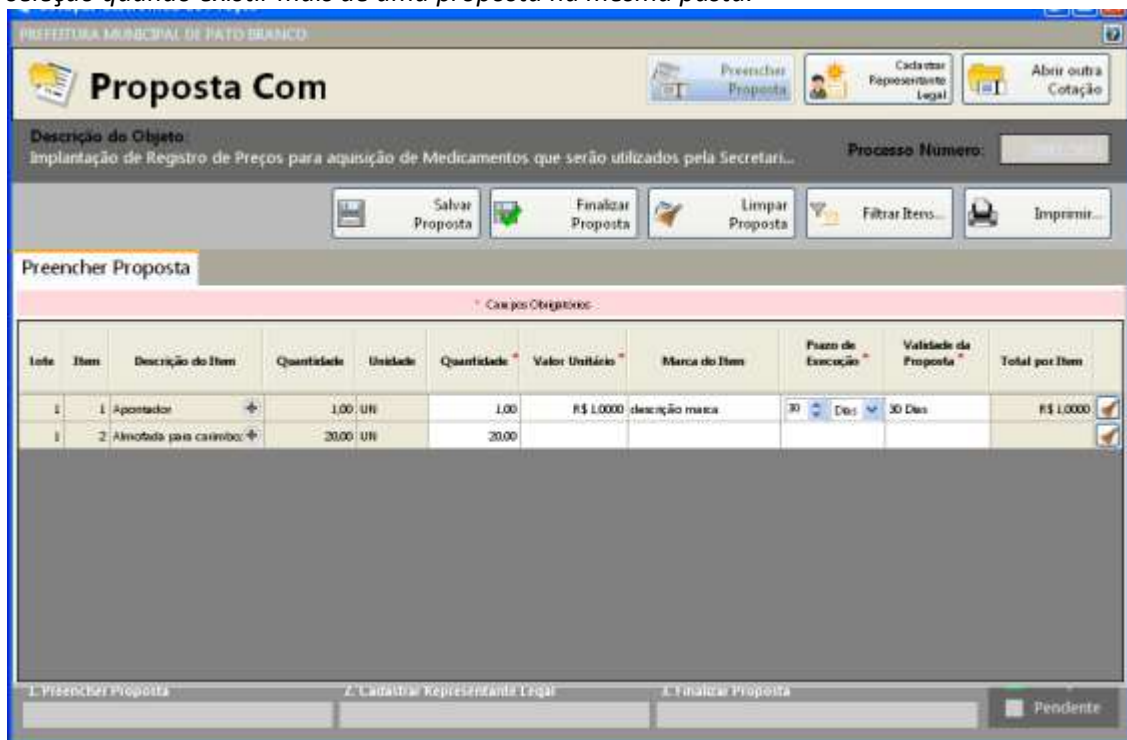 seleção quando existir mais de uma proposta na mesma pasta.
PREFEITURA MUNICIPAL DE PATO BRANCO
Proposta Com
Preencher Proposta
Cadastrar Representante Legal
Abrir outra Cotação
Descrição do Objeto:
Implantação de Registro de Preços para aquisição de Medicamentos que serão utilizados pela Secretari...
Processo Número:
Salvar Proposta
Finalizar Proposta
Limpar Proposta
Filtrar Itens...
Imprimir...
Preencher Proposta
* Campos Obrigatórios
Lote Item Descrição do Item Quantidade Unidade Quantidade * Valor Unitário * Marca do Item Prazo de Execução * Validade da Proposta * Total por Item
1 1 Apontador 1,00 UN 1,00 R$ 1,0000 descrição marca 30 Dias 30 Dias R$ 1,0000
1 2 Almofada para carimbo: 20,00 UN 20,00
1. Preencher Proposta 2. Cadastrar Representante Legal 3. Finalizar Proposta
Pendente